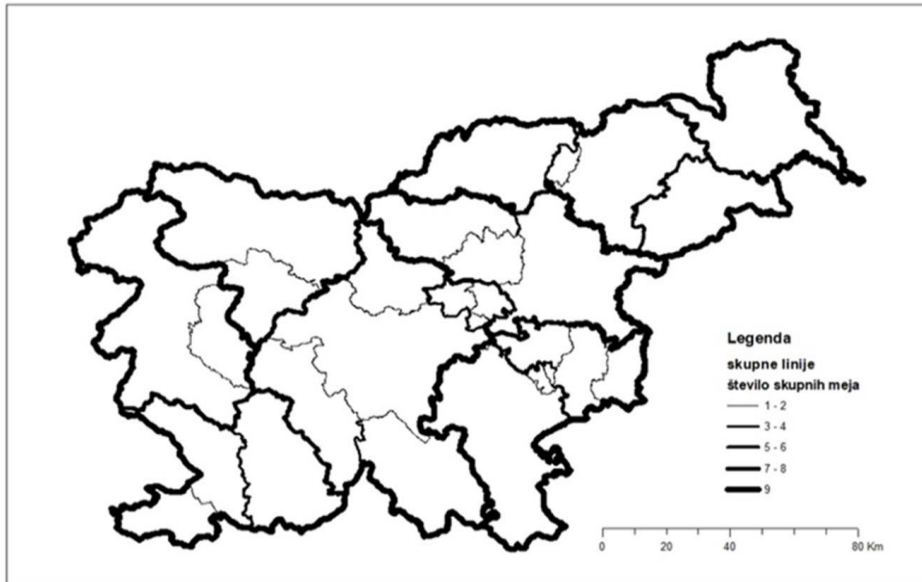 Legenda
skupne linije
število skupnih meja
1 - 2
3 - 4
5 - 6
7 - 8
9
0 20 40 80 Km